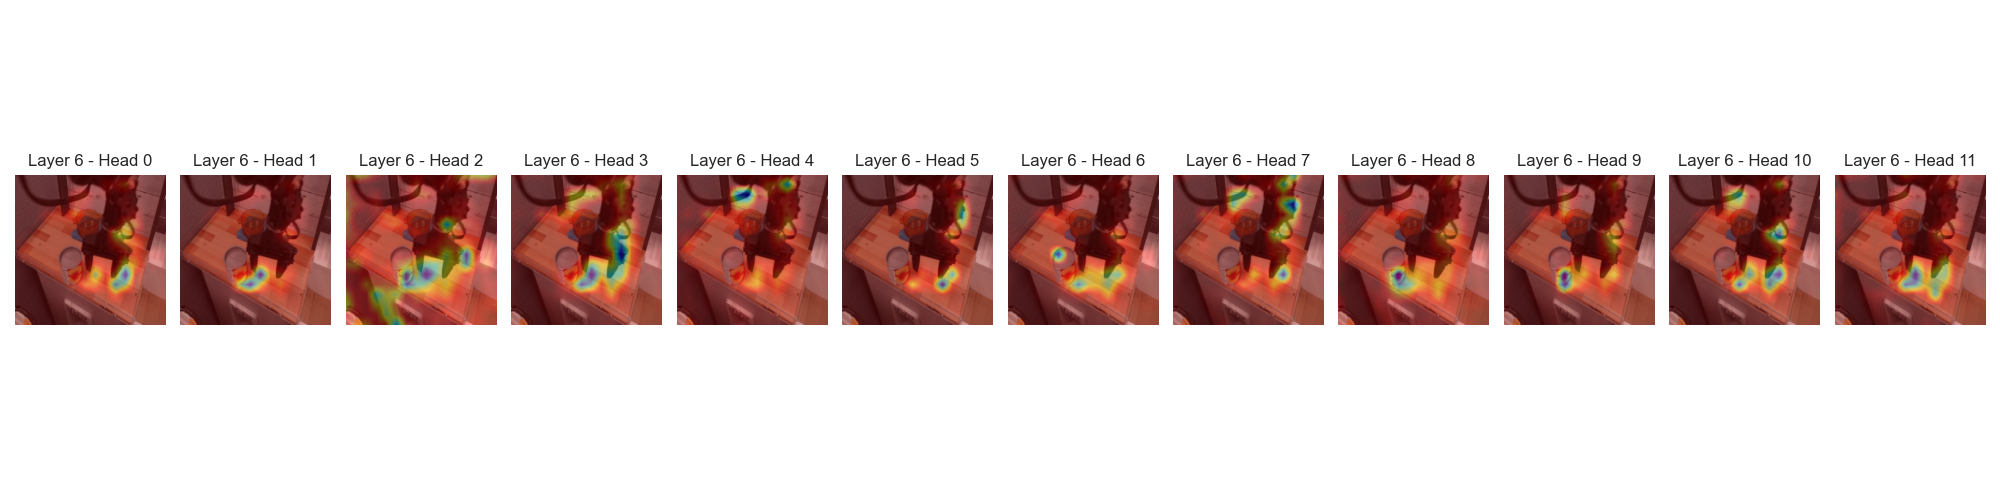 Layer 6 - Head 0
Layer 6 - Head 1
Layer 6 - Head 2
Layer 6 - Head 3
Layer 6 - Head 4
Layer 6 - Head 5
Layer 6 - Head 6
Layer 6 - Head 7
Layer 6 - Head 8
Layer 6 - Head 9
Layer 6 - Head 10
Layer 6 - Head 11